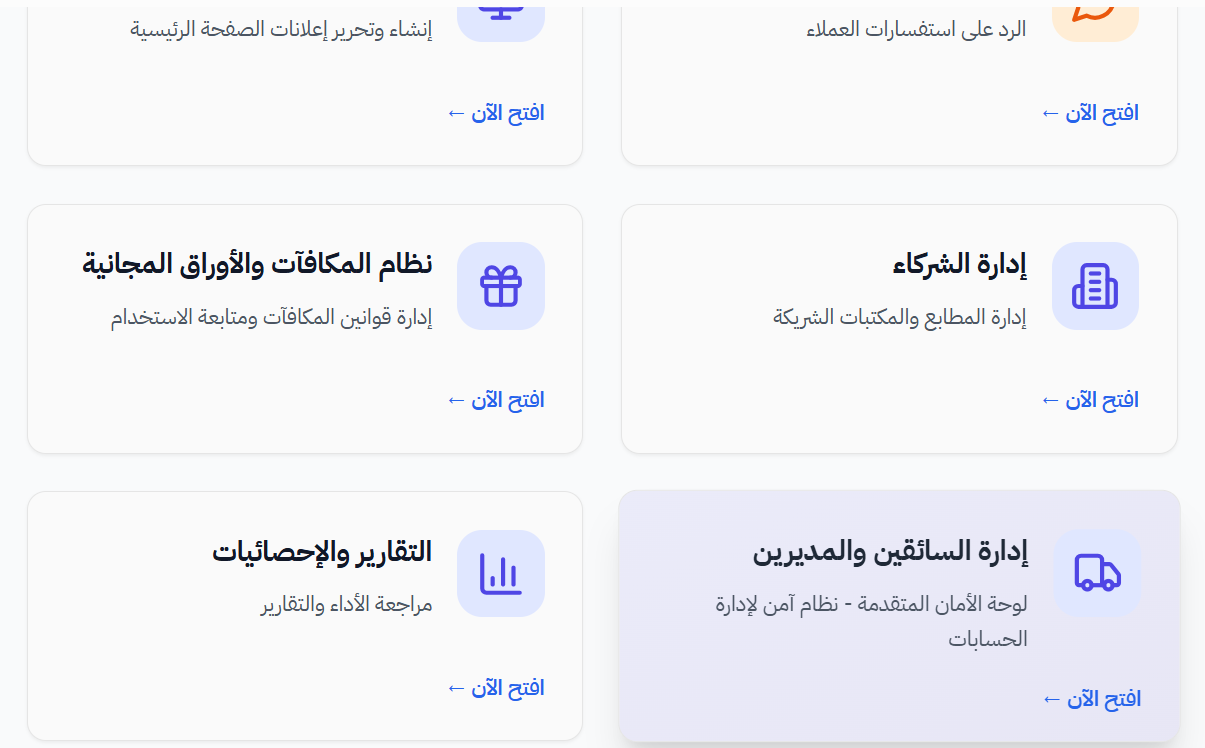 الرد على استفسارات العملاء
افتح الآن ←
إنشاء وتحرير إعلانات الصفحة الرئيسية
افتح الآن ←
إدارة الشركاء
إدارة المطابع والمكتبات الشريكة
افتح الآن ←
نظام المكافآت والأوراق المجانية
إدارة قوانين المكافآت ومتابعة الاستخدام
افتح الآن ←
إدارة السائقين والمديرين
لوحة الأمان المتقدمة - نظام آمن لإدارة
الحسابات
افتح الآن ←
التقارير والإحصائيات
مراجعة الأداء والتقارير
افتح الآن ←